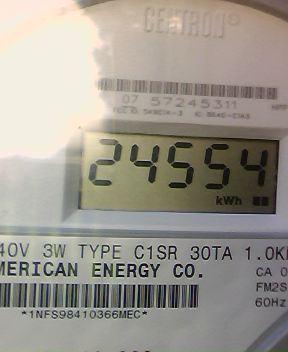 CENTRON®
07 57245311
24554
kWh
40V 3W TYPE C1SR 30TA 1.0K
MERICAN ENERGY CO.
CA 0
FM2S
60Hz
*1NFS98410366MEC*